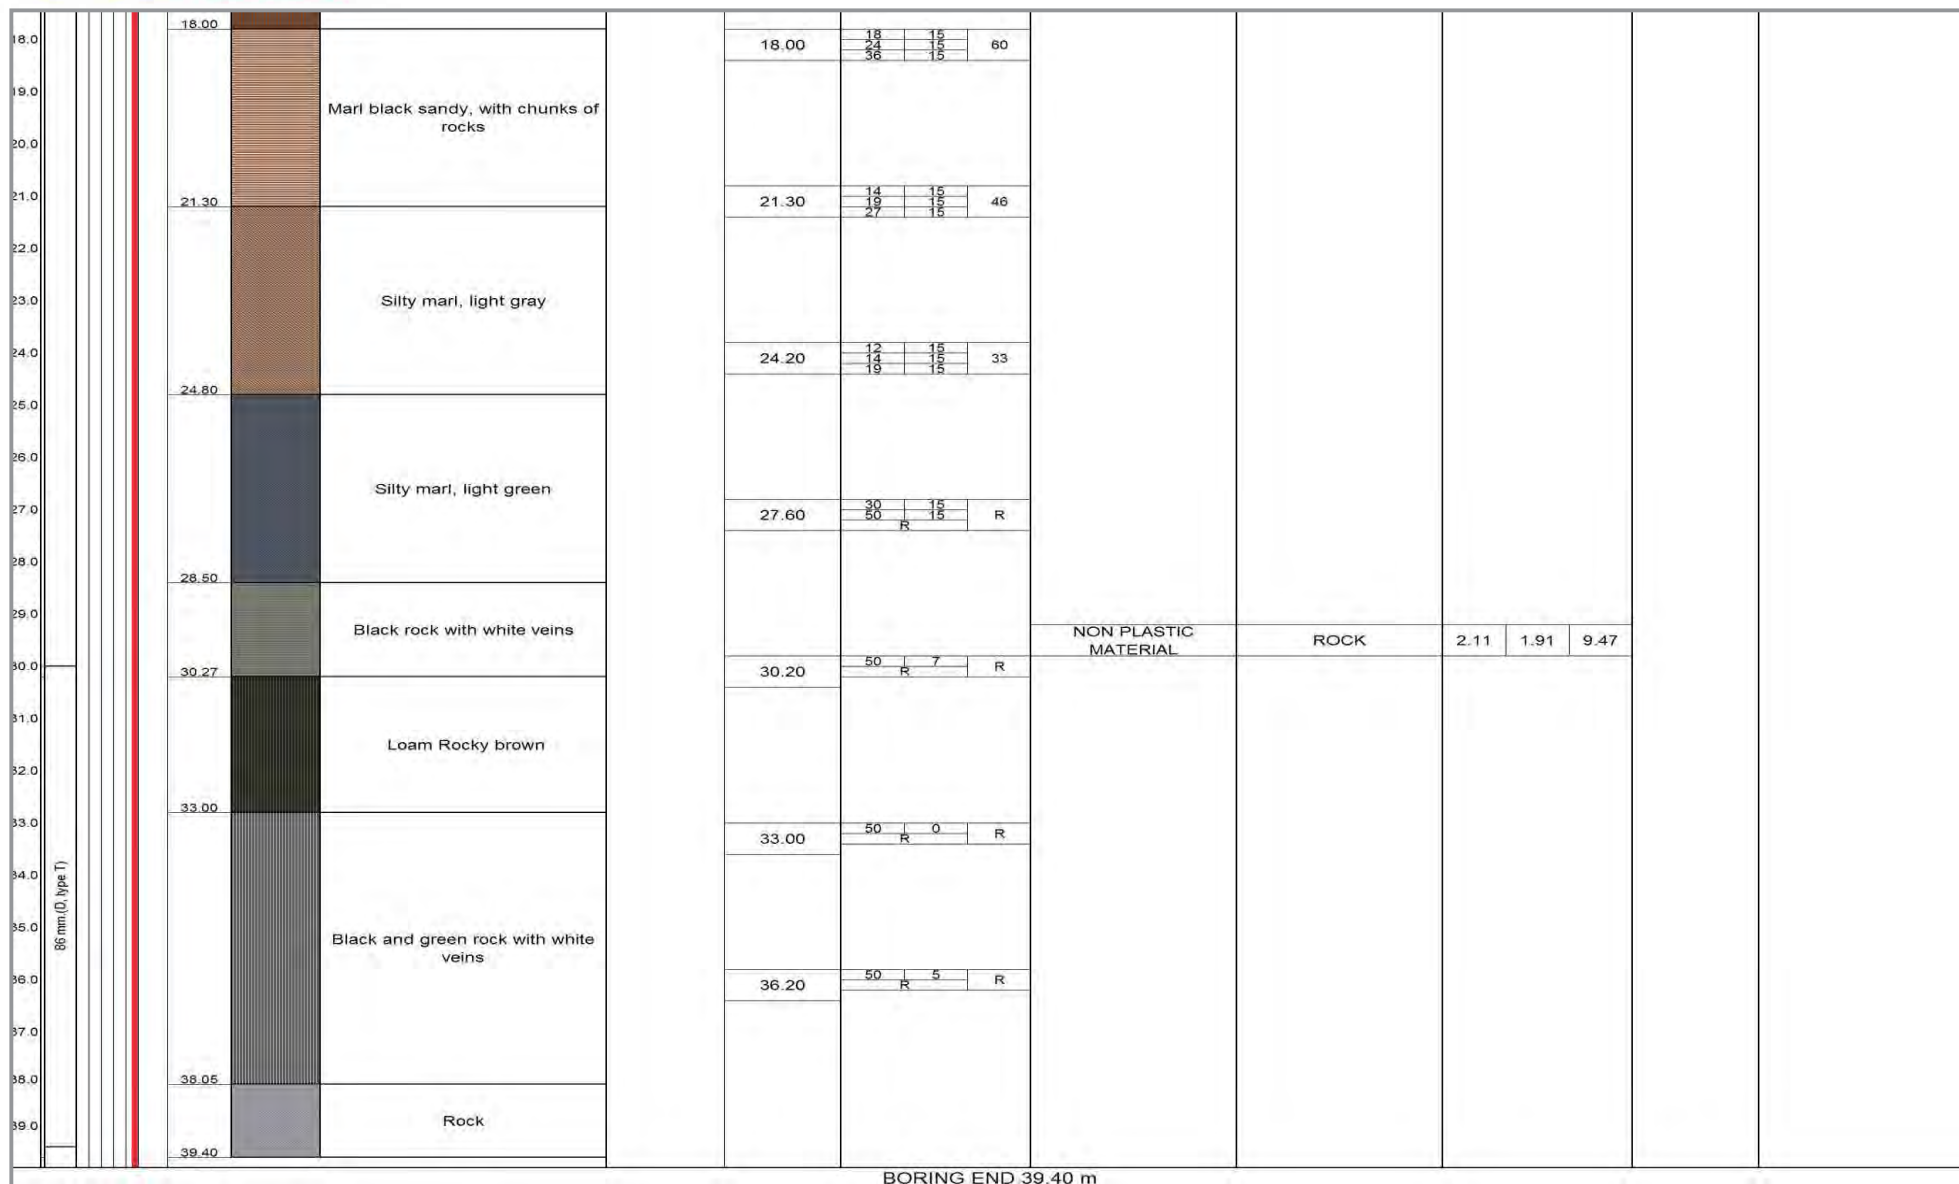 18.00
18.0
18.00
18 15
24 15
36 15
60
19.0
Marl black sandy, with chunks of
rocks
20.0
21.0
21.30
21.30
14 15
19 15
27 15
46
22.0
23.0
Silty marl, light gray
24.0
24.20
12 15
14 15
19 15
33
24.80
25.0
26.0
Silty marl, light green
27.0
27.60
30 15
50 15
R
R
28.0
28.50
29.0
Black rock with white veins
NON PLASTIC
MATERIAL
ROCK
2.11 1.91 9.47
30.0
30.27
30.20
50 7
R
R
31.0
Loam Rocky brown
32.0
33.00
33.0
33.00
50 0
R
R
34.0
86 mm.(D, type T)
35.0
Black and green rock with white
veins
36.0
36.20
50 5
R
R
37.0
38.0
38.05
39.0
Rock
39.40
BORING END 39.40 m